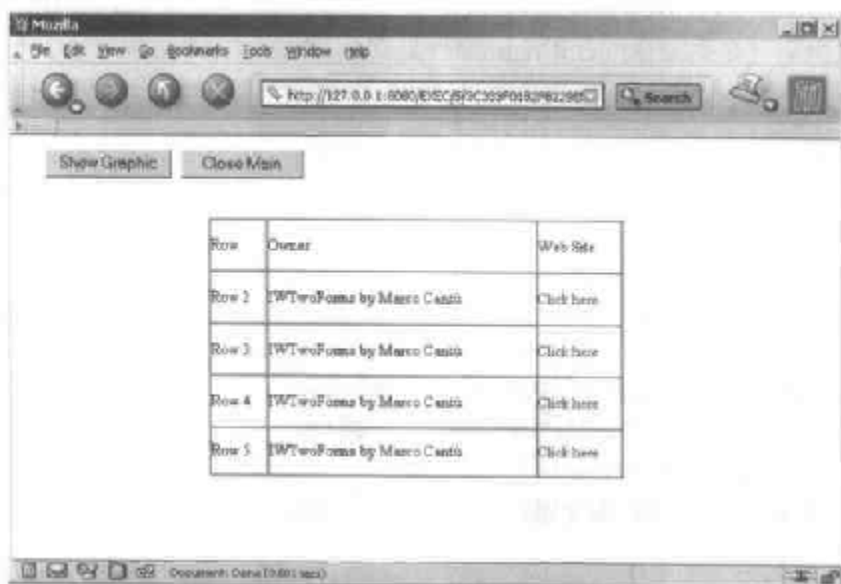 Mozilla
File Edit View Go Bookmarks Tools Window Help
Search
Show Graphic Close Main
Row Owner Web Site
Row 2 IWTwoForms by Marco Cantù Click here
Row 3 IWTwoForms by Marco Cantù Click here
Row 4 IWTwoForms by Marco Cantù Click here
Row 5 IWTwoForms by Marco Cantù Click here
Document: Done